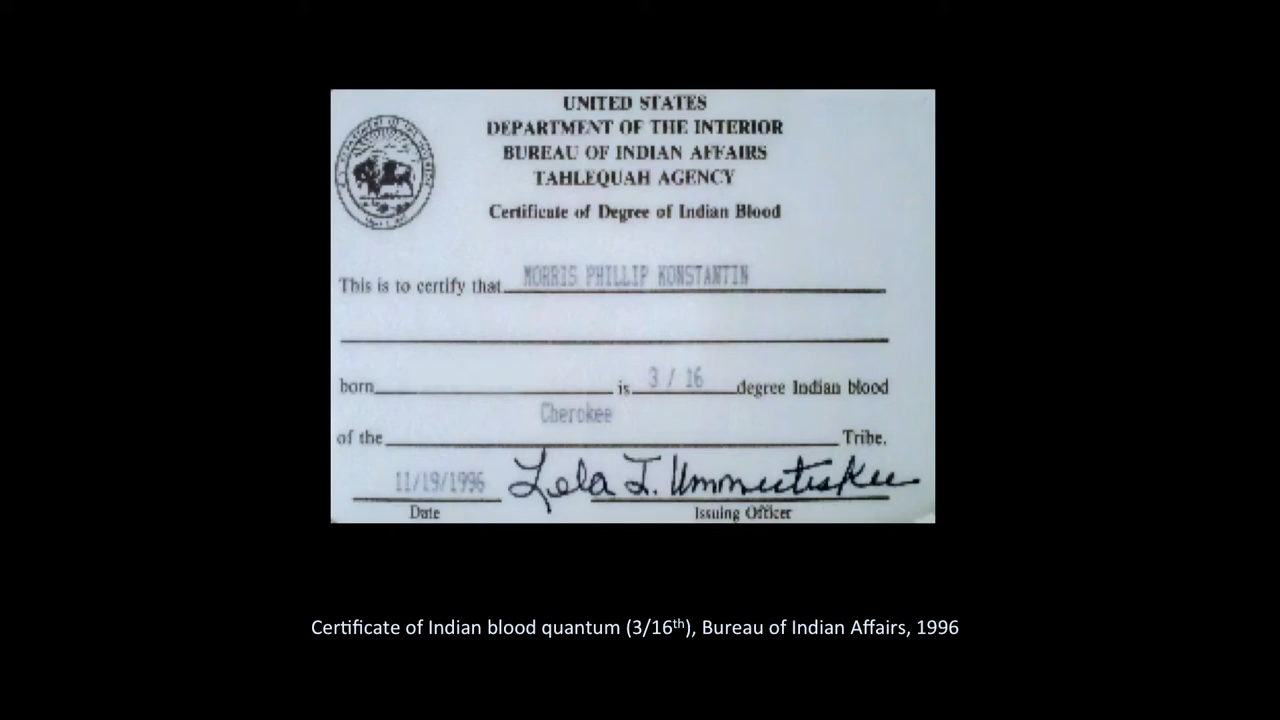 UNITED STATES
DEPARTMENT OF THE INTERIOR
BUREAU OF INDIAN AFFAIRS
TAHLEQUAH AGENCY
Certificate of Degree of Indian Blood
This is to certify that MORRIS PHILLIP KONSTANTIN
born is 3 / 16 degree Indian blood
of the Cherokee Tribe.
11/19/1996 Lela J. Ummerteskee
Date Issuing Officer
Certificate of Indian blood quantum (3/16th), Bureau of Indian Affairs, 1996